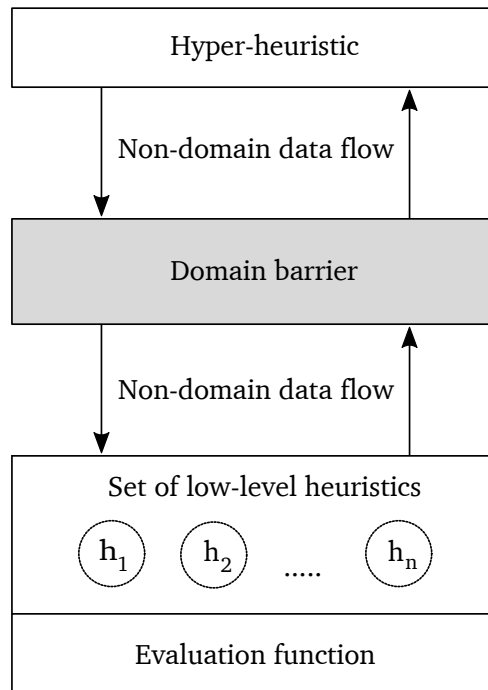 Hyper-heuristic
Non-domain data flow
Domain barrier
Non-domain data flow
Set of low-level heuristics
h1 h2 ..... hn
Evaluation function